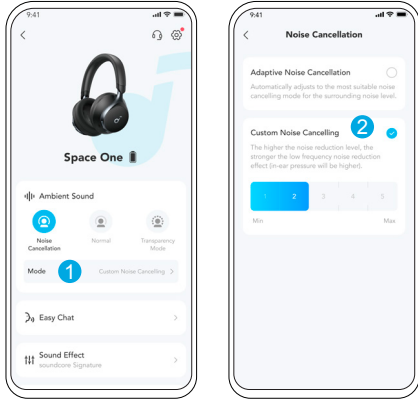 9:41
Space One
Ambient Sound
Noise
Cancellation
Normal
Transparency
Mode
Mode
1
Custom Noise Cancelling
Easy Chat
Sound Effect
soundcore Signature
9:41
Noise Cancellation
Adaptive Noise Cancellation
Automatically adjusts to the most suitable noise
cancelling mode for the surrounding noise level.
Custom Noise Cancelling
2
The higher the noise reduction level, the
stronger the low frequency noise reduction
effect (in-ear pressure will be higher).
1 2 3 4 5
Min Max